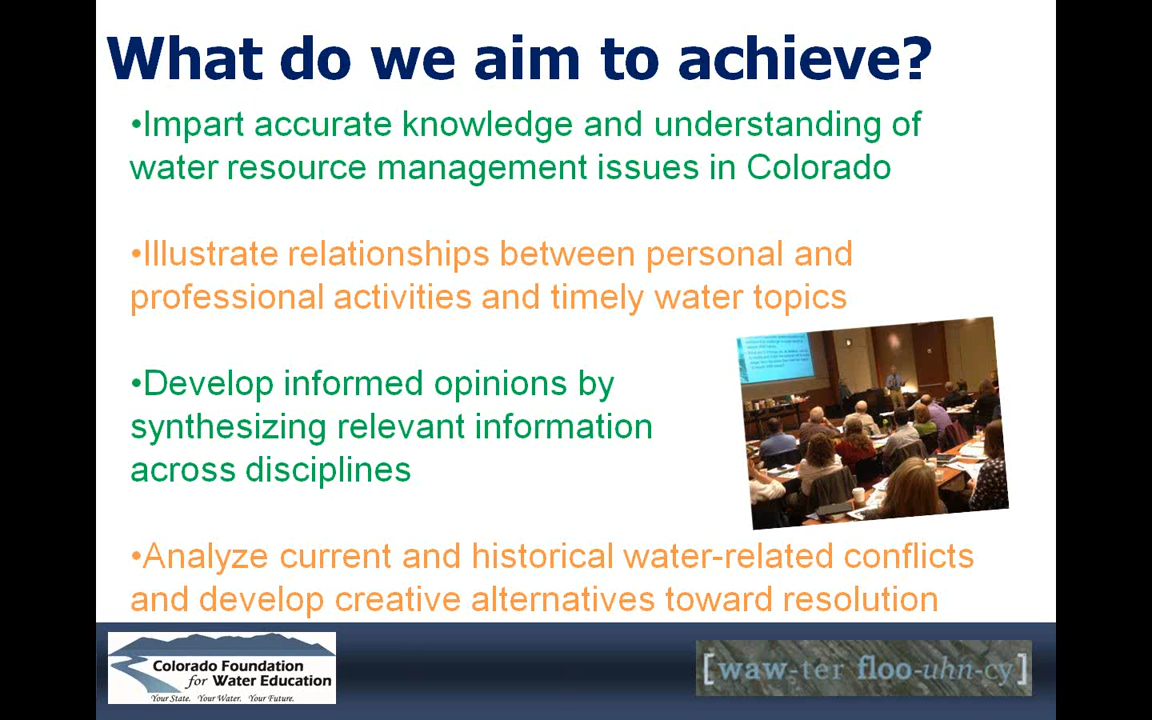 What do we aim to achieve?
•Impart accurate knowledge and understanding of
water resource management issues in Colorado
•Illustrate relationships between personal and
professional activities and timely water topics
•Develop informed opinions by
synthesizing relevant information
across disciplines
•Analyze current and historical water-related conflicts
and develop creative alternatives toward resolution
Colorado Foundation
for Water Education
Your State. Your Water. Your Future.
[waw-ter floo-uhn-cy]